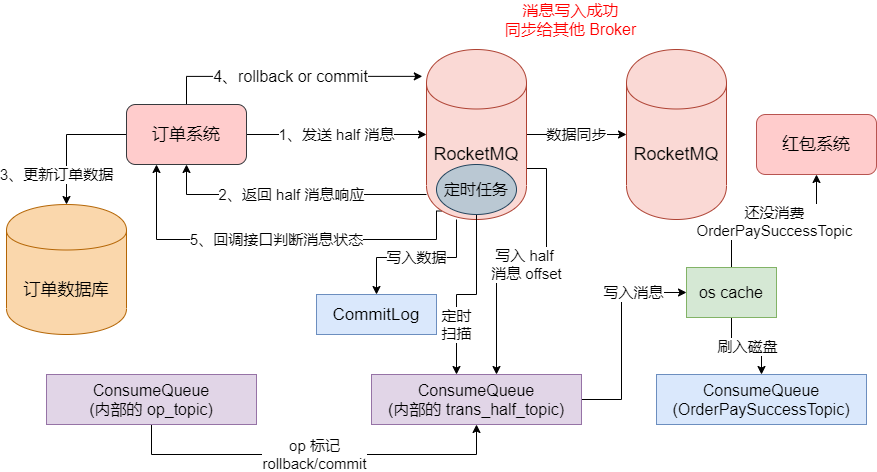 消息写入成功
同步给其他 Broker
4、rollback or commit
订单系统
1、发送 half 消息
RocketMQ
数据同步
RocketMQ
红包系统
3、更新订单数据
2、返回 half 消息响应
定时任务
还没消费
OrderPaySuccessTopic
5、回调接口判断消息状态
写入数据
写入 half
消息 offset
订单数据库
CommitLog
定时
扫描
写入消息
os cache
刷入磁盘
ConsumeQueue
(内部的 op_topic)
ConsumeQueue
(内部的 trans_half_topic)
ConsumeQueue
(OrderPaySuccessTopic)
op 标记
rollback/commit